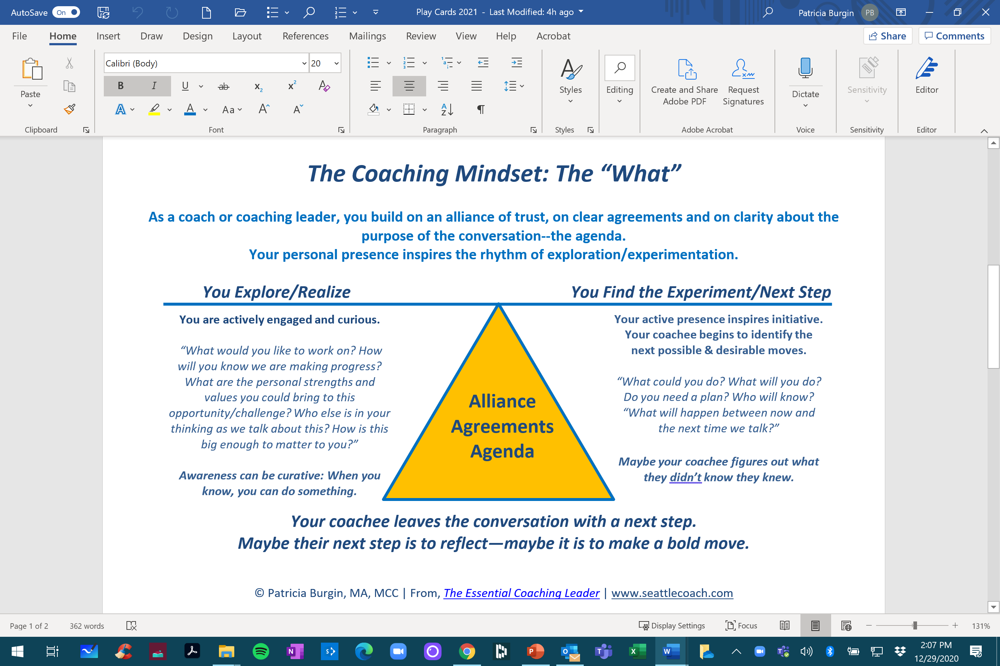 AutoSave On
Play Cards 2021 - Last Modified: 4h ago
Patricia Burgin PB
File Home Insert Draw Design Layout References Mailings Review View Help Acrobat
Share Comments
Paste
Clipboard
Calibri (Body) 20
B I U ab x2 x2 A
A A Aa A A
Font
Paragraph
Styles
Styles
Editing
Create and Share
Adobe PDF
Request
Signatures
Adobe Acrobat
Dictate
Voice
Sensitivity
Sensitivity
Editor
Editor
The Coaching Mindset: The “What”
As a coach or coaching leader, you build on an alliance of trust, on clear agreements and on clarity about the
purpose of the conversation--the agenda.
Your personal presence inspires the rhythm of exploration/experimentation.
You Explore/Realize
You are actively engaged and curious.
“What would you like to work on? How
will you know we are making progress?
What are the personal strengths and
values you could bring to this
opportunity/challenge? Who else is in your
thinking as we talk about this? How is this
big enough to matter to you?”
Awareness can be curative: When you
know, you can do something.
Alliance
Agreements
Agenda
You Find the Experiment/Next Step
Your active presence inspires initiative.
Your coachee begins to identify the
next possible & desirable moves.
“What could you do? What will you do?
Do you need a plan? Who will know?
“What will happen between now and
the next time we talk?”
Maybe your coachee figures out what
they didn’t know they knew.
Your coachee leaves the conversation with a next step.
Maybe their next step is to reflect—maybe it is to make a bold move.
© Patricia Burgin, MA, MCC | From, The Essential Coaching Leader | www.seattlecoach.com
Page 1 of 2 362 words
Display Settings Focus 131%
2:07 PM
12/29/2020